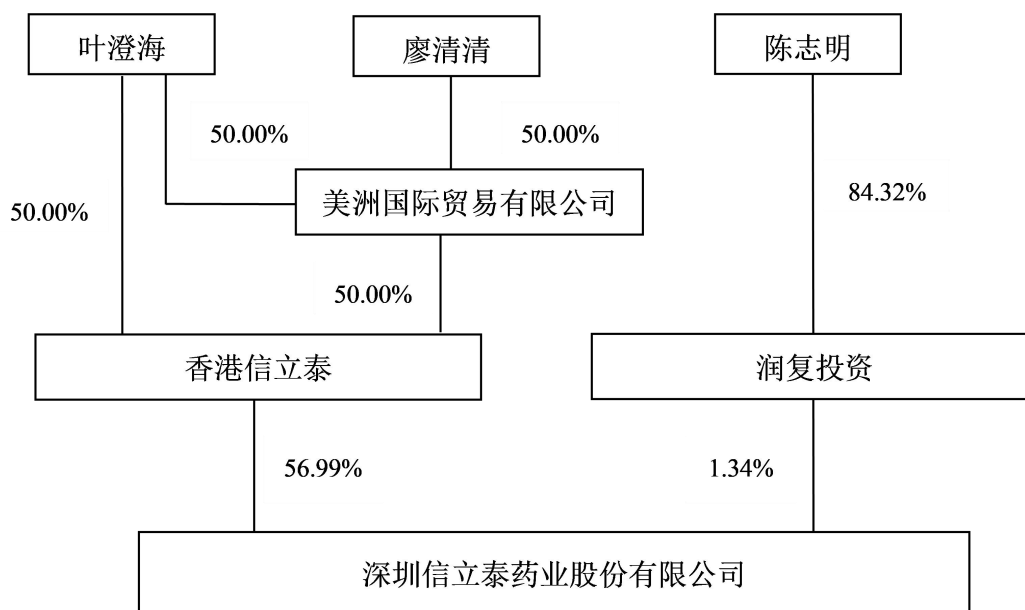 叶澄海
廖清清
陈志明
50.00%
50.00%
美洲国际贸易有限公司
84.32%
50.00%
50.00%
香港信立泰
润复投资
56.99%
1.34%
深圳信立泰药业股份有限公司